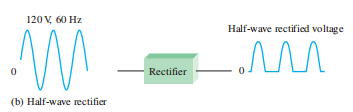 120 V, 60 Hz
Half-wave rectified voltage
0
Rectifier
0
(b) Half-wave rectifier